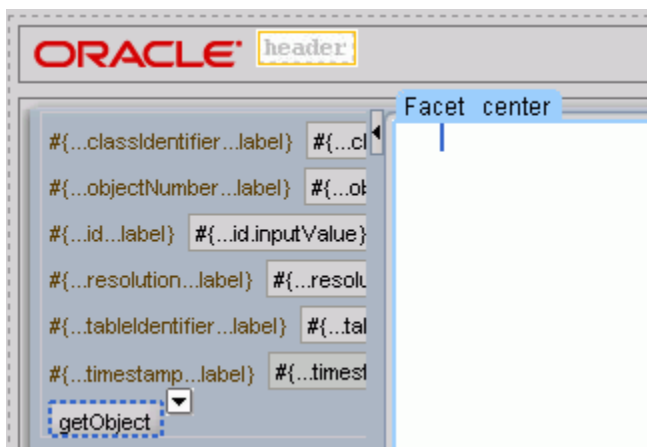 ORACLE header
Facet center
#{...classIdentifier...label} #{...cl
#{...objectNumber...label} #{...ob
#{...id...label} #{...id.inputValue}
#{...resolution...label} #{...resolu
#{...tableIdentifier...label} #{...tal
#{...timestamp...label} #{...timest
getObject